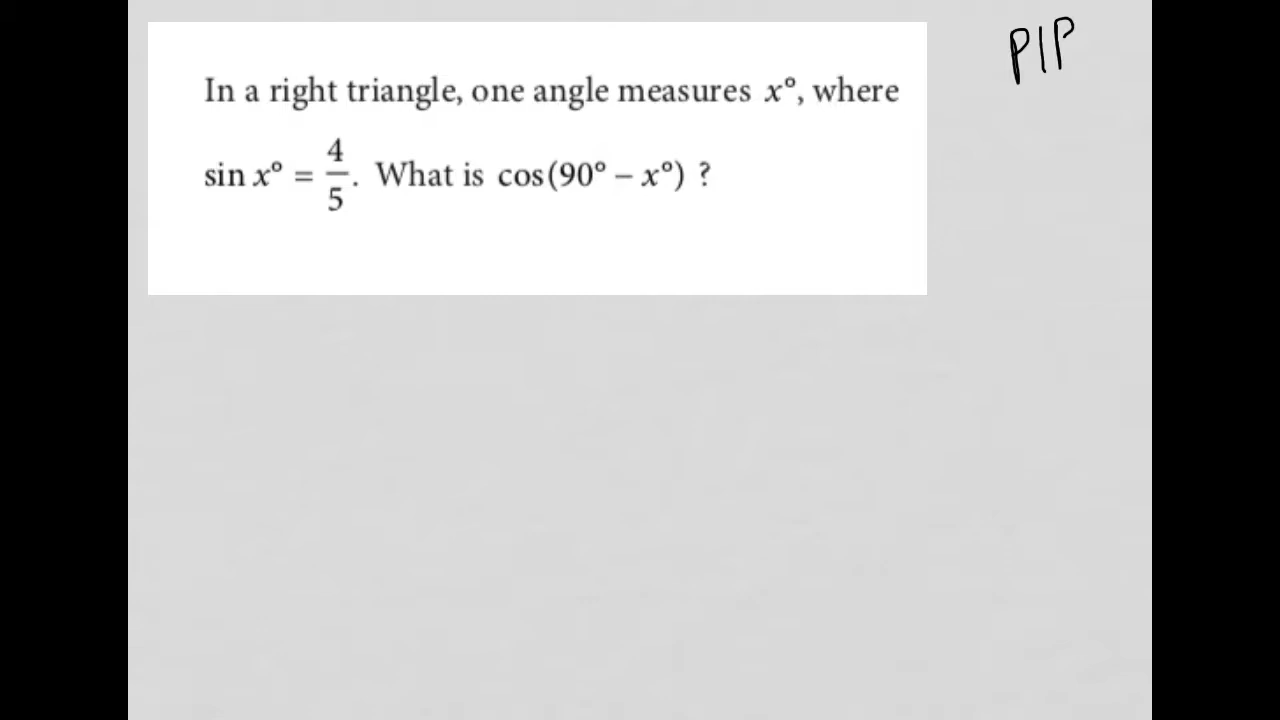 PIP
In a right triangle, one angle measures x°, where
sin x° = 4/5. What is cos(90° − x°) ?